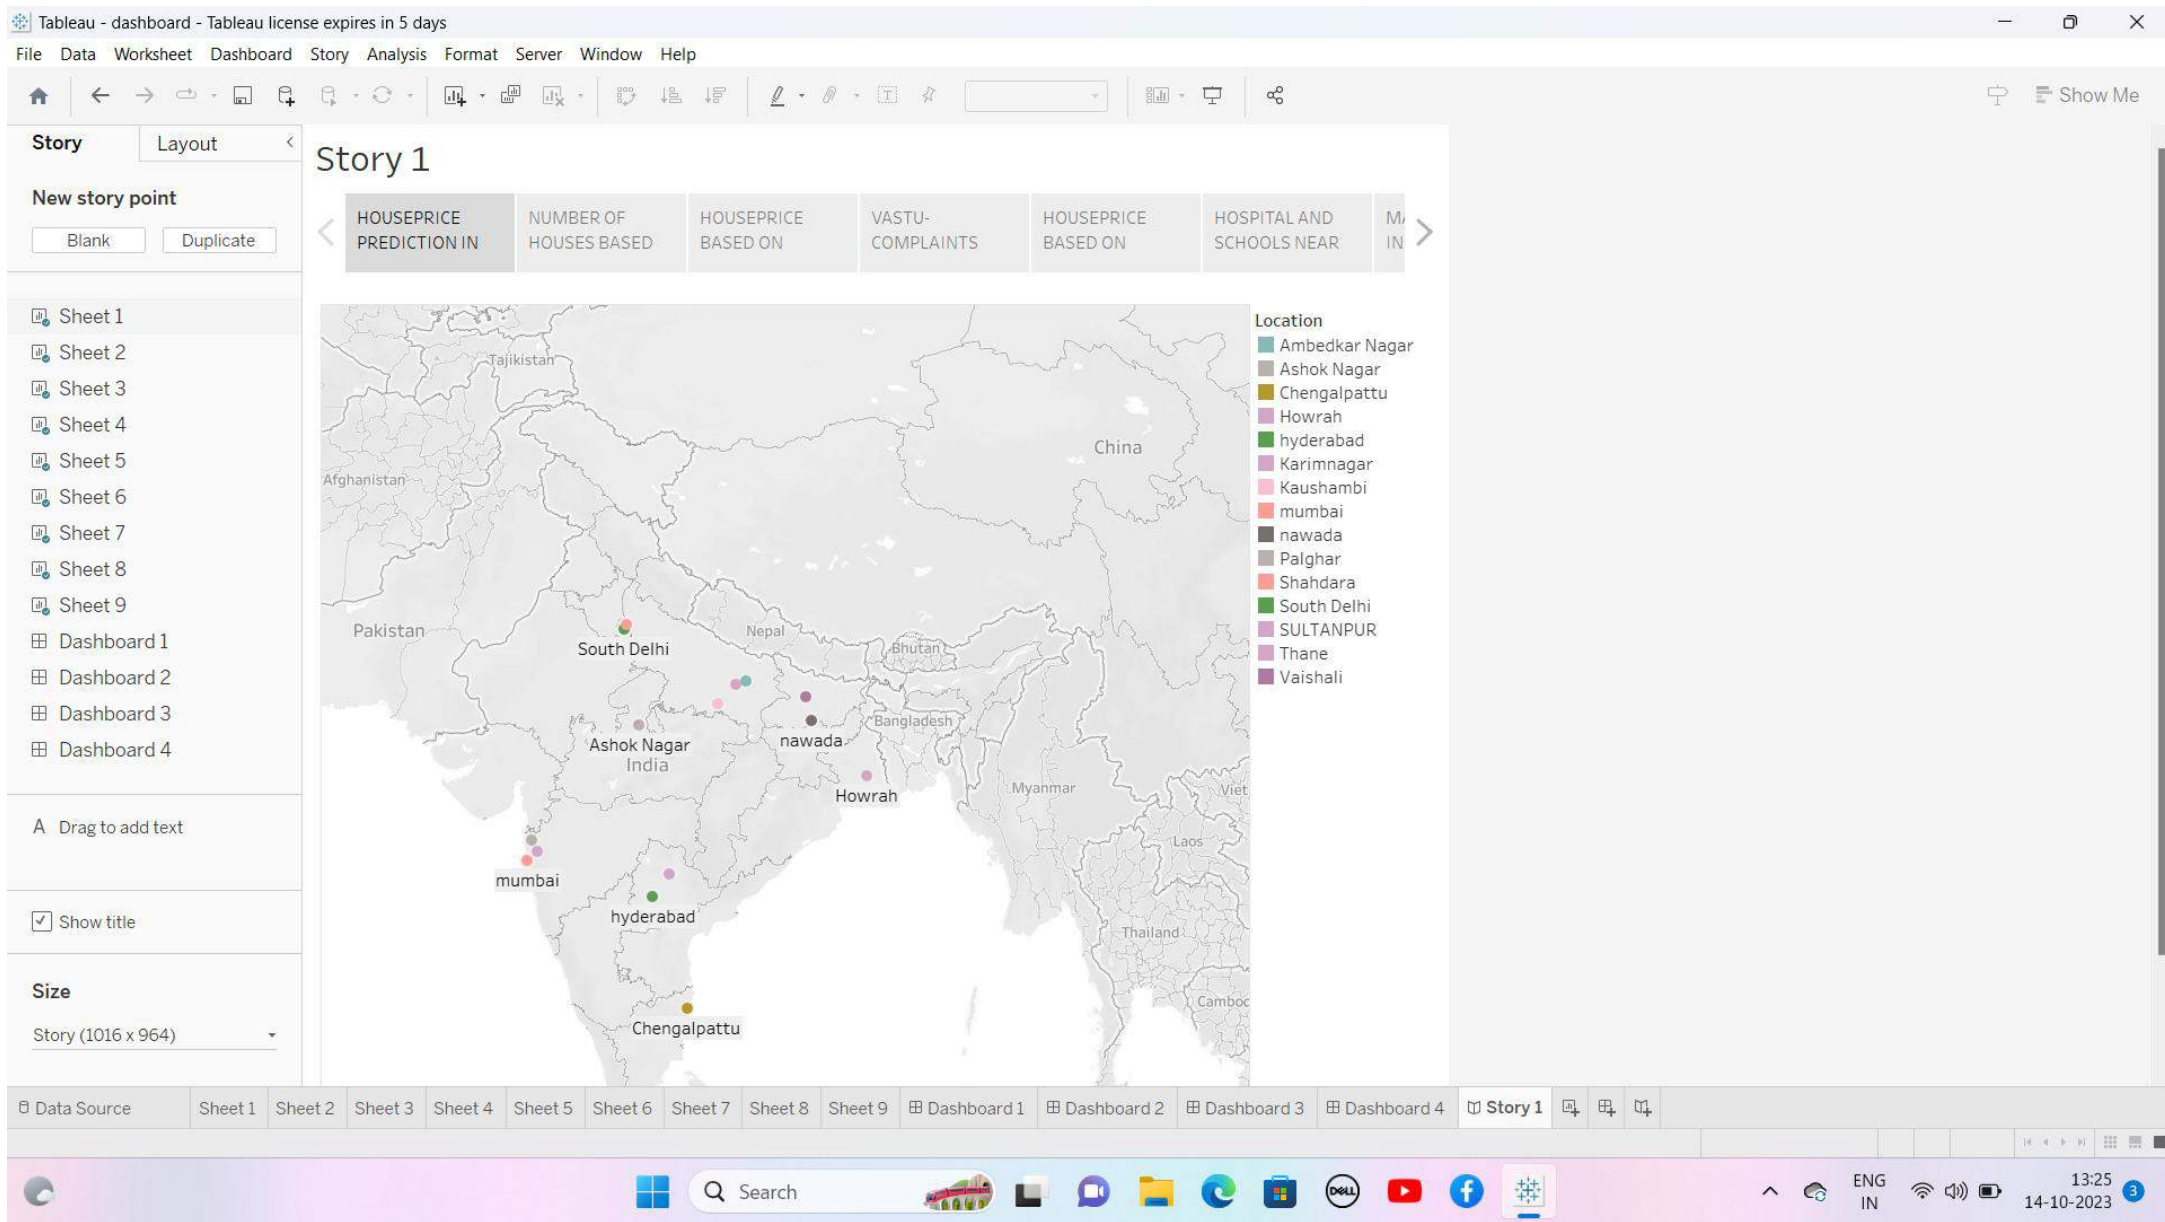 Tableau - dashboard - Tableau license expires in 5 days
File Data Worksheet Dashboard Story Analysis Format Server Window Help
Show Me
Story Layout
New story point
Blank Duplicate
Sheet 1
Sheet 2
Sheet 3
Sheet 4
Sheet 5
Sheet 6
Sheet 7
Sheet 8
Sheet 9
Dashboard 1
Dashboard 2
Dashboard 3
Dashboard 4
A Drag to add text
Show title
Size
Story (1016 x 964)
Story 1
HOUSEPRICE
PREDICTION IN
NUMBER OF
HOUSES BASED
HOUSEPRICE
BASED ON
VASTU-
COMPLAINTS
HOUSEPRICE
BASED ON
HOSPITAL AND
SCHOOLS NEAR
IN
Tajikistan
China
Afghanistan
Pakistan
Nepal
Bhutan
South Delhi
Bangladesh
nawada
Ashok Nagar
India
Howrah
Myanmar
Viet
Laos
mumbai
hyderabad
Thailand
Camboc
Chengalpattu
Location
Ambedkar Nagar
Ashok Nagar
Chengalpattu
Howrah
hyderabad
Karimnagar
Kaushambi
mumbai
nawada
Palghar
Shahdara
South Delhi
SULTANPUR
Thane
Vaishali
Data Source Sheet 1 Sheet 2 Sheet 3 Sheet 4 Sheet 5 Sheet 6 Sheet 7 Sheet 8 Sheet 9 Dashboard 1 Dashboard 2 Dashboard 3 Dashboard 4 Story 1
Search
DELL
ENG
IN
13:25
14-10-2023
3